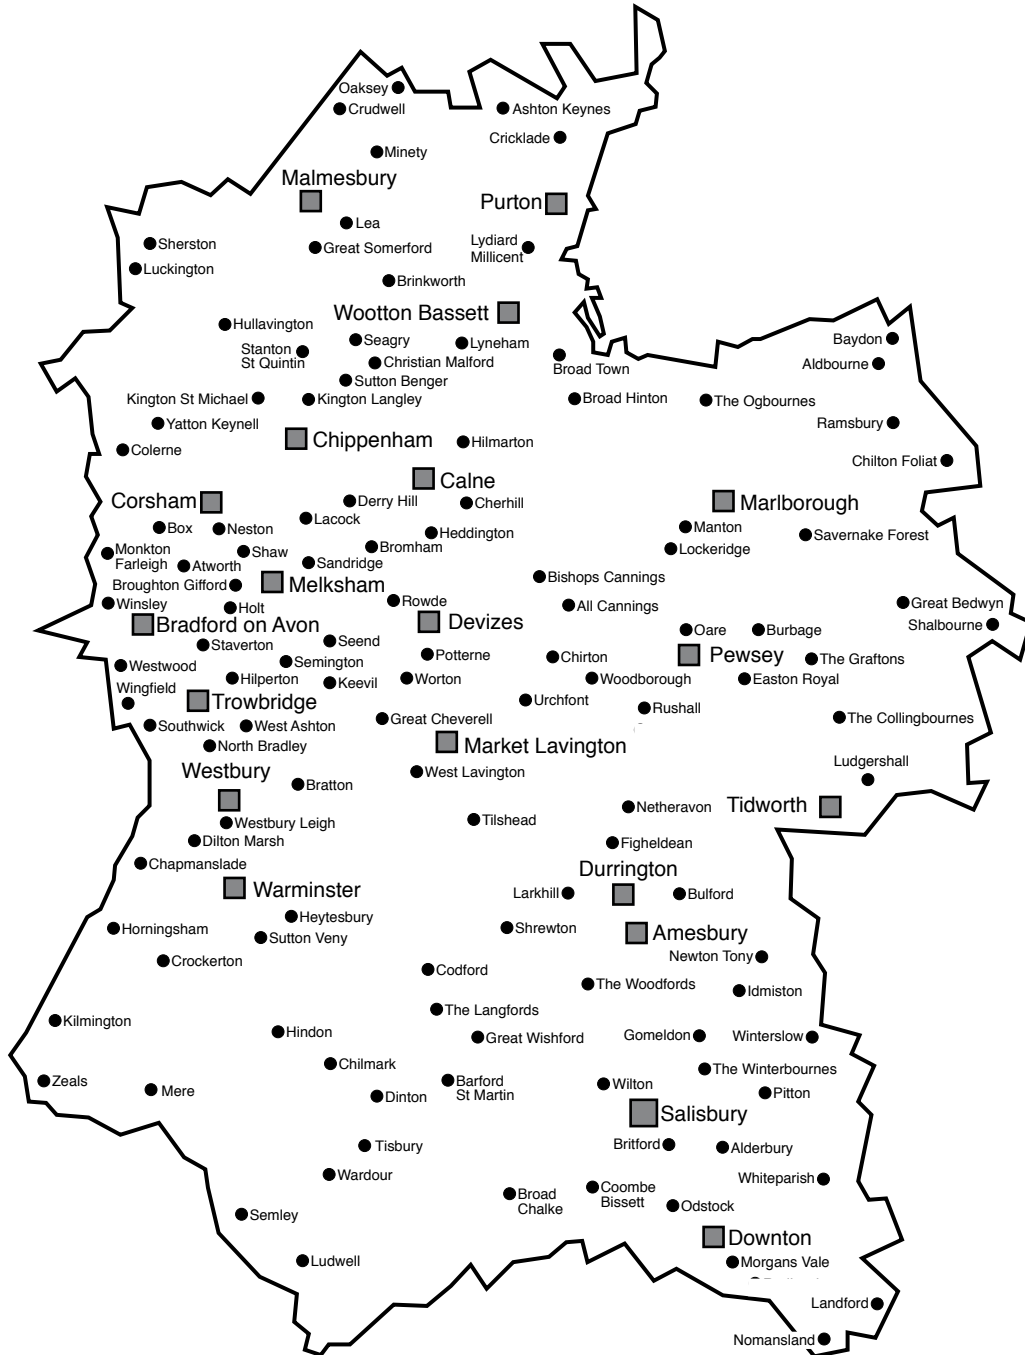 Oaksey
Crudwell
Ashton Keynes
Cricklade
Minety
Malmesbury
Purton
Lea
Sherston
Great Somerford
Lydiard
Millicent
Luckington
Brinkworth
Wootton Bassett
Hullavington
Seagry
Lyneham
Baydon
Stanton
St Quintin
Christian Malford
Broad Town
Aldbourne
Sutton Benger
Kington St Michael
Kington Langley
Broad Hinton
The Ogbournes
Yatton Keynell
Ramsbury
Chippenham
Hilmarton
Colerne
Chilton Foliat
Calne
Corsham
Derry Hill
Cherhill
Marlborough
Lacock
Box
Neston
Heddington
Manton
Savernake Forest
Monkton
Farleigh
Shaw
Bromham
Lockeridge
Atworth
Sandridge
Broughton Gifford
Melksham
Bishops Cannings
Winsley
Holt
Rowde
All Cannings
Great Bedwyn
Bradford on Avon
Devizes
Shalbourne
Staverton
Seend
Oare
Burbage
Westwood
Semington
Potterne
Chirton
Pewsey
The Graftons
Wingfield
Hilperton
Keevil
Worton
Woodborough
Easton Royal
Trowbridge
Urchfont
Rushall
Southwick
West Ashton
Great Cheverell
The Collingbournes
North Bradley
Market Lavington
Westbury
West Lavington
Ludgershall
Bratton
Netheravon
Tidworth
Westbury Leigh
Tilshead
Dilton Marsh
Figheldean
Chapmanslade
Durrington
Warminster
Larkhill
Bulford
Heytesbury
Horningsham
Sutton Veny
Shrewton
Amesbury
Crockerton
Newton Tony
Codford
The Woodfords
Idmiston
The Langfords
Kilmington
Hindon
Great Wishford
Gomeldon
Winterslow
Chilmark
The Winterbournes
Zeals
Mere
Barford
St Martin
Wilton
Dinton
Pitton
Salisbury
Tisbury
Britford
Alderbury
Wardour
Whiteparish
Broad
Chalke
Coombe
Bissett
Odstock
Semley
Downton
Ludwell
Morgans Vale
Landford
Nomansland